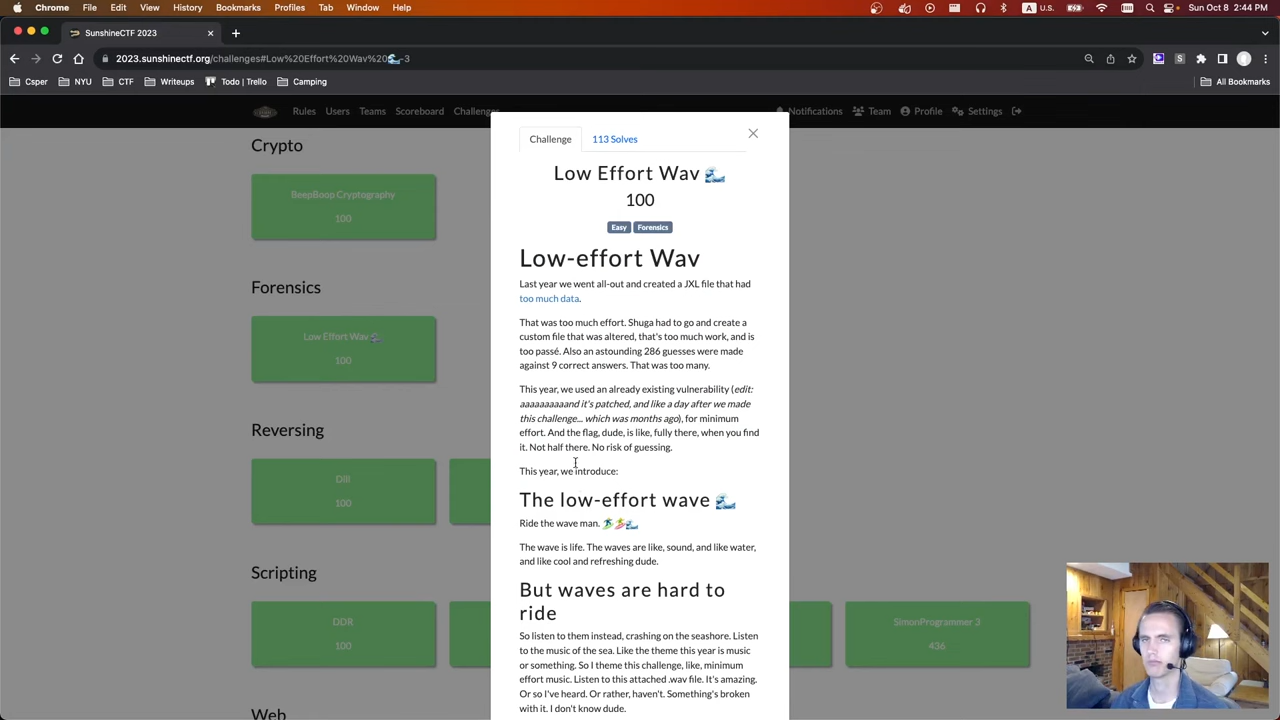 Chrome File Edit View History Bookmarks Profiles Tab Window Help
U.S. Sun Oct 8 2:44 PM
SunshineCTF 2023
2023.sunshinectf.org/challenges#Low%20Effort%20Wav%20🌊-3
Csper NYU CTF Writeups Todo | Trello Camping All Bookmarks
Rules Users Teams Scoreboard Challenges Notifications Team Profile Settings
Challenge 113 Solves
Low Effort Wav 🌊
100
Easy Forensics
Low-effort Wav
Last year we went all-out and created a JXL file that had
too much data.
That was too much effort. Shuga had to go and create a
custom file that was altered, that's too much work, and is
too passé. Also an astounding 286 guesses were made
against 9 correct answers. That was too many.
This year, we used an already existing vulnerability (edit:
aaaaaaaaaand it's patched, and like a day after we made
this challenge... which was months ago), for minimum
effort. And the flag, dude, is like, fully there, when you find
it. Not half there. No risk of guessing.
This year, we introduce:
The low-effort wave 🌊
Ride the wave man. 🏄🏄🌊
The wave is life. The waves are like, sound, and like water,
and like cool and refreshing dude.
But waves are hard to
ride
So listen to them instead, crashing on the seashore. Listen
to the music of the sea. Like the theme this year is music
or something. So I theme this challenge, like, minimum
effort music. Listen to this attached .wav file. It's amazing.
Or so I've heard. Or rather, haven't. Something's broken
with it. I don't know dude.
Crypto
BeepBoop Cryptography
100
Forensics
Low Effort Wav 🌊
100
Reversing
Dill
100
Scripting
DDR
100
SimonProgrammer 3
436
Web